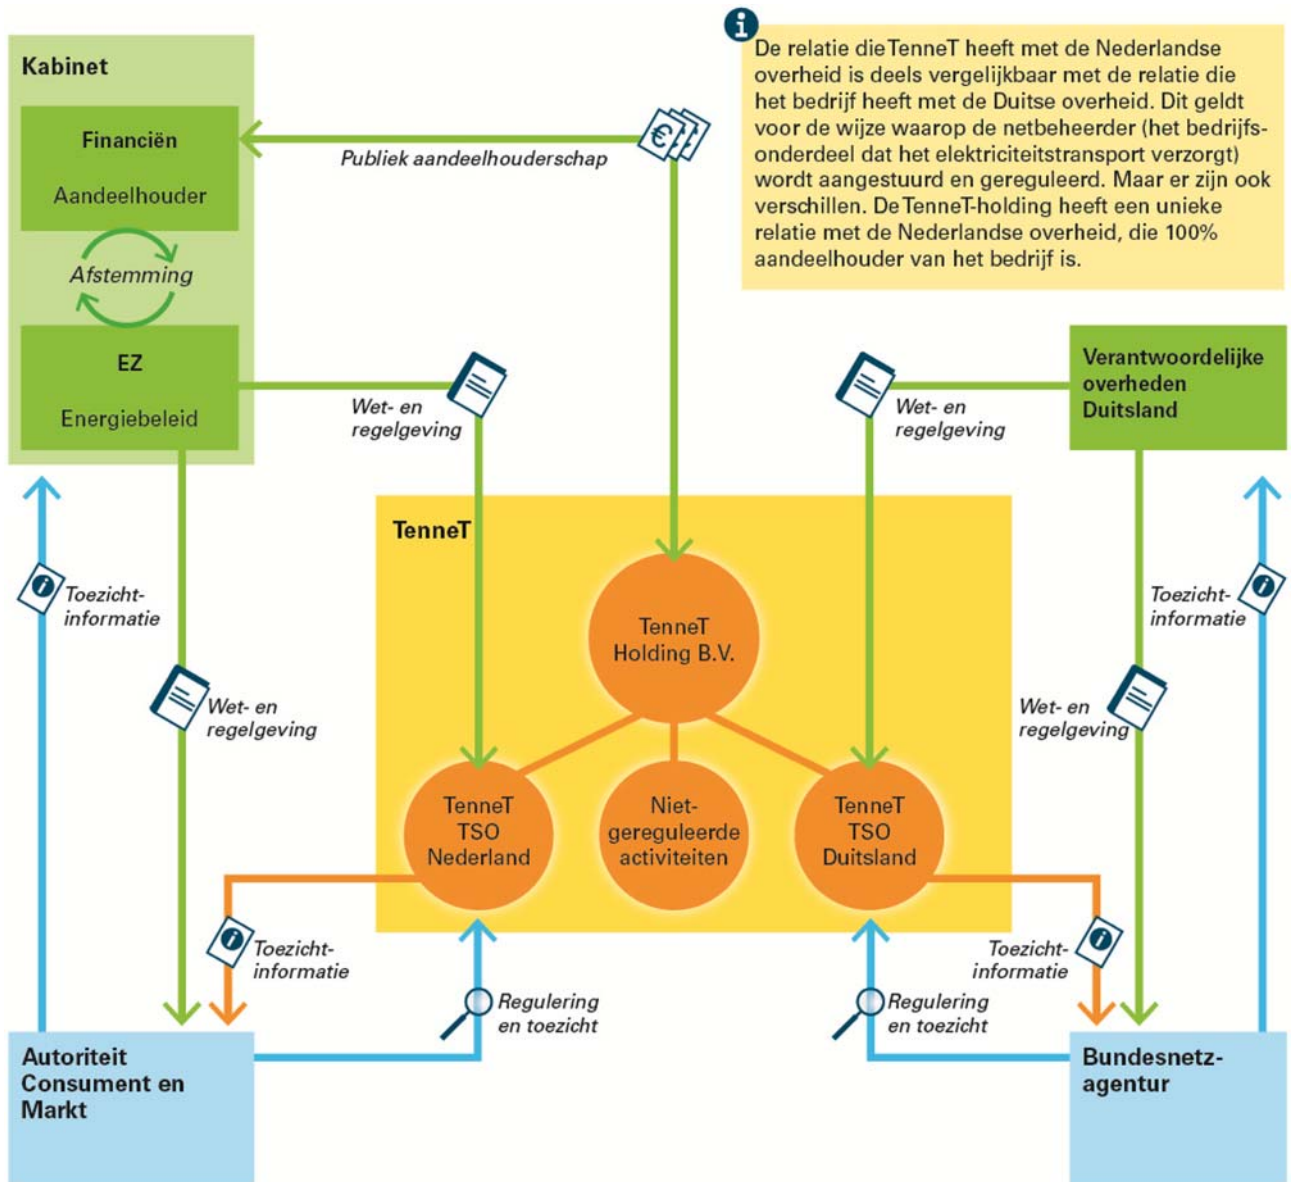 Kabinet
Financiën
Aandeelhouder
Afstemming
EZ
Energiebeleid
Publiek aandeelhouderschap
€
i
De relatie die TenneT heeft met de Nederlandse
overheid is deels vergelijkbaar met de relatie die
het bedrijf heeft met de Duitse overheid. Dit geldt
voor de wijze waarop de netbeheerder (het bedrijfs-
onderdeel dat het elektriciteitstransport verzorgt)
wordt aangestuurd en gereguleerd. Maar er zijn ook
verschillen. De TenneT-holding heeft een unieke
relatie met de Nederlandse overheid, die 100%
aandeelhouder van het bedrijf is.
Wet- en
regelgeving
Wet- en
regelgeving
Verantwoordelijke
overheden
Duitsland
TenneT
TenneT
Holding B.V.
i
Toezicht-
informatie
i
Toezicht-
informatie
Wet- en
regelgeving
Wet- en
regelgeving
TenneT
TSO
Nederland
Niet-
gereguleerde
activiteiten
TenneT
TSO
Duitsland
i
Toezicht-
informatie
i
Toezicht-
informatie
Regulering
en toezicht
Regulering
en toezicht
Autoriteit
Consument en
Markt
Bundesnetz-
agentur